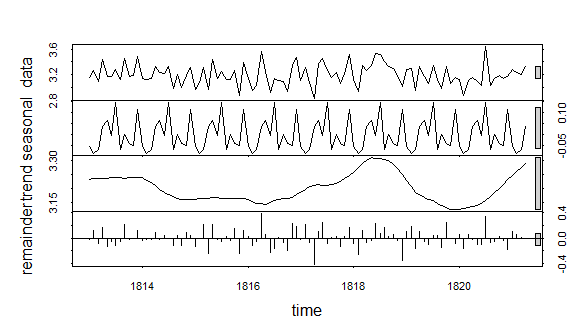 data
seasonal
trend
remainder
2.8 3.2 3.6
-0.05 0.10
3.15 3.30
-0.4 0.0 0.4
1814 1816 1818 1820
time